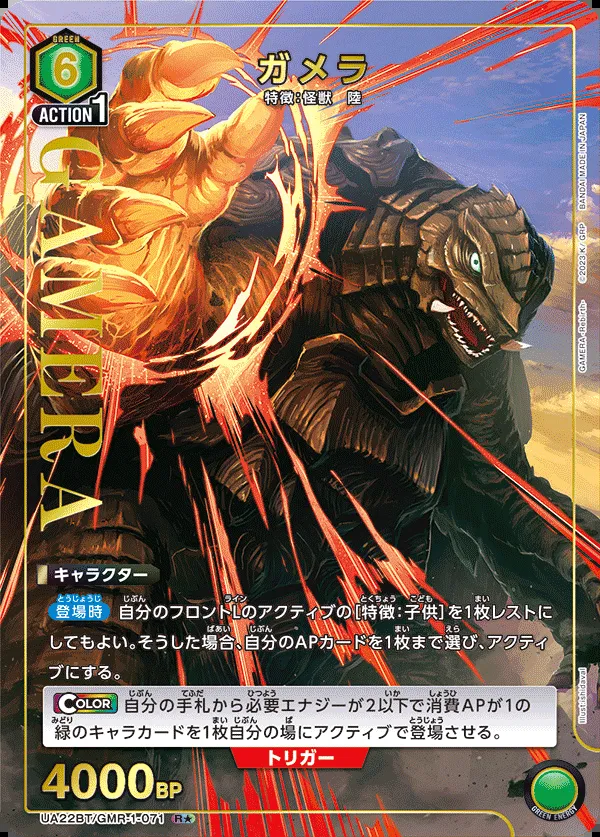 GREEN
6
ACTION 1
ガメラ
特徴:怪獣 陸
GAMERA
©2023 K/GRP BANDAI MADE IN JAPAN
GAMERA -Rebirth-
キャラクター
登場時 自分のフロントLのアクティブの[特徴:子供]を1枚レストに
してもよい。そうした場合、自分のAPカードを1枚まで選び、アクティ
ブにする。
COLOR 自分の手札から必要エナジーが2以下で消費APが1の
緑のキャラカードを1枚自分の場にアクティブで登場させる。
トリガー
4000BP
GREEN ENERGY
UA22BT/GMR-1-071 R★
Illust:ishidaval